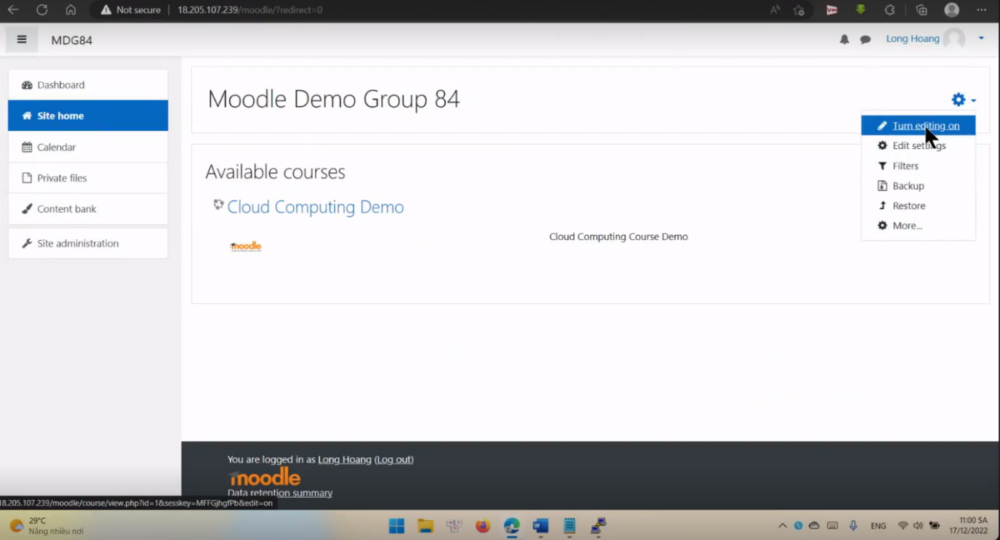 Not secure | 18.205.107.239/moodle/?redirect=0
MDG84
Long Hoang
Dashboard
Site home
Calendar
Private files
Content bank
Site administration
Moodle Demo Group 84
Turn editing on
Edit settings
Filters
Backup
Restore
More...
Available courses
Cloud Computing Demo
moodle
Cloud Computing Course Demo
You are logged in as Long Hoang (Log out)
moodle
Data retention summary
18.205.107.239/moodle/course/view.php?id=1&sesskey=MFFGjhgfPb&edit=on
29°C
Nắng nhiều nơi
ENG
11:00 SA
17/12/2022